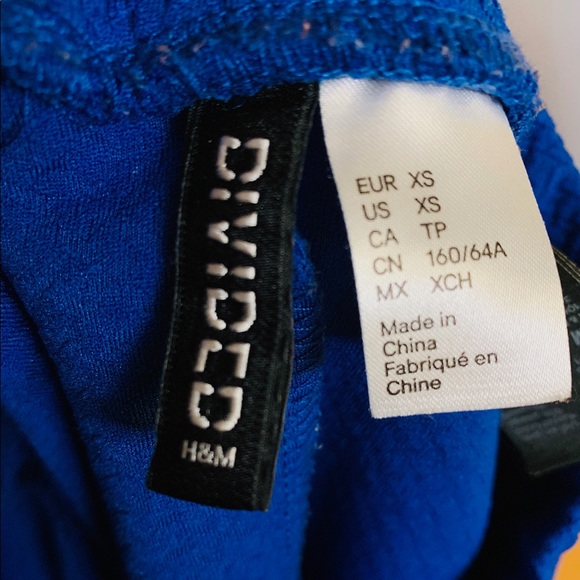 DIVIDED
H&M
EUR XS
US XS
CA TP
CN 160/64A
MX XCH
Made in
China
Fabriqué en
Chine